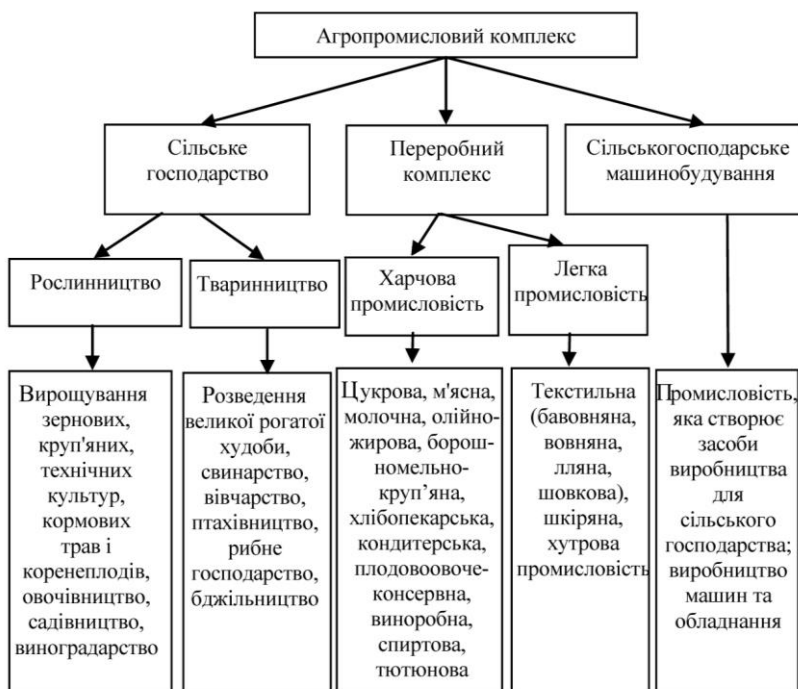 Агропромисловий комплекс
Сільське
господарство
Переробний
комплекс
Сільськогосподарське
машинобудування
Рослинництво
Тваринництво
Харчова
промисловість
Легка
промисловість
Вирощування
зернових,
круп'яних,
технічних
культур,
кормових
трав і
коренеплодів,
овочівництво,
садівництво,
виноградарство
Розведення
великої рогатої
худоби,
свинарство,
вівчарство,
птахівництво,
рибне
господарство,
бджільництво
Цукрова, м'ясна,
молочна, олійно-
жирова, борош-
номельно-
круп’яна,
хлібопекарська,
кондитерська,
плодовоовоче-
консервна,
виноробна,
спиртова,
тютюнова
Текстильна
(бавовняна,
вовняна,
лляна,
шовкова),
шкіряна,
хутрова
промисловість
Промисловість,
яка створює
засоби
виробництва
для
сільського
господарства;
виробництво
машин та
обладнання